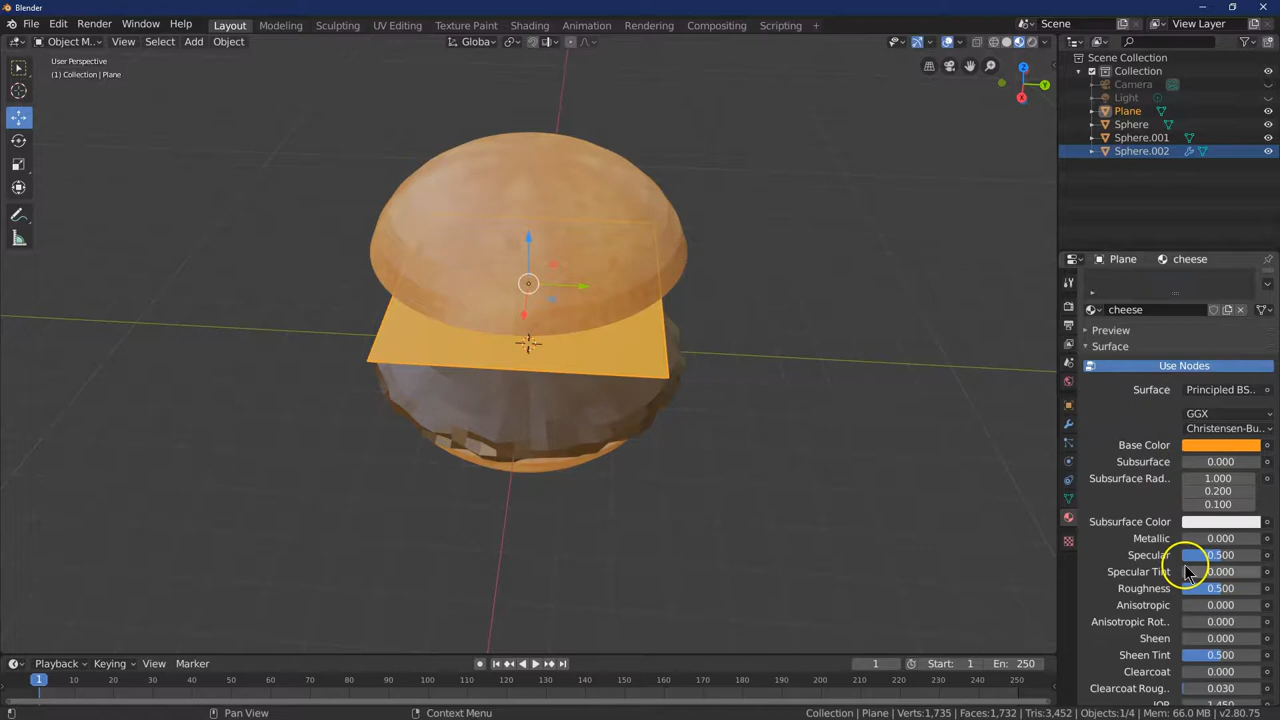 Blender
File Edit Render Window Help Layout Modeling Sculpting UV Editing Texture Paint Shading Animation Rendering Compositing Scripting + Scene View Layer
Object M.. View Select Add Object Globa
User Perspective
(1) Collection | Plane
Z
Y
X
Scene Collection
Collection
Camera
Light
Plane
Sphere
Sphere.001
Sphere.002
Plane cheese
cheese
Preview
Surface
Use Nodes
Surface Principled BS..
GGX
Christensen-Bu..
Base Color
Subsurface 0.000
Subsurface Rad.. 1.000
0.200
0.100
Subsurface Color
Metallic 0.000
Specular 0.500
Specular Tint 0.000
Roughness 0.500
Anisotropic 0.000
Anisotropic Rot.. 0.000
Sheen 0.000
Sheen Tint 0.500
Clearcoat 0.000
Clearcoat Roug.. 0.030
1.450
Playback Keying View Marker 1 Start: 1 En: 250
1 10 20 30 40 50 60 70 80 90 100 110 120 130 140 150 160 170 180 190 200 210 220 230 240 250
Pan View Context Menu Collection | Plane | Verts:1,735 | Faces:1,732 | Tris:3,452 | Objects:1/4 | Mem: 66.0 MB | v2.80.75